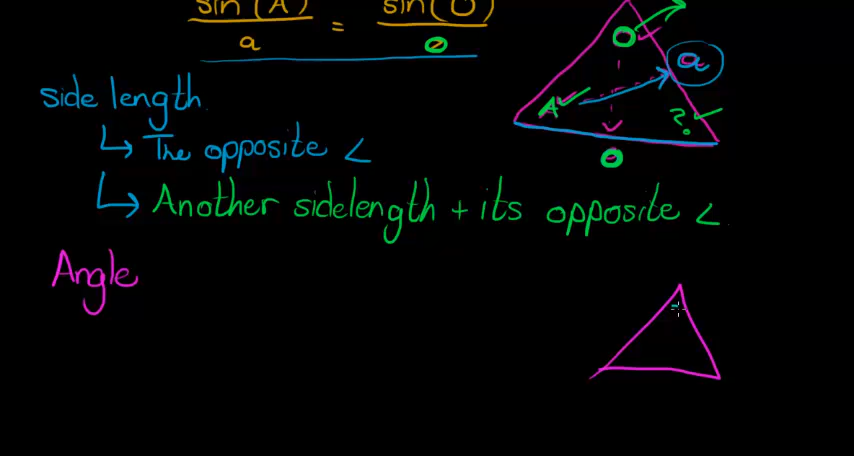 sin(A) = sin(O)
a o
O
a
A ?
O
side length
↳ The opposite <
↳ Another sidelength + its opposite <
Angle